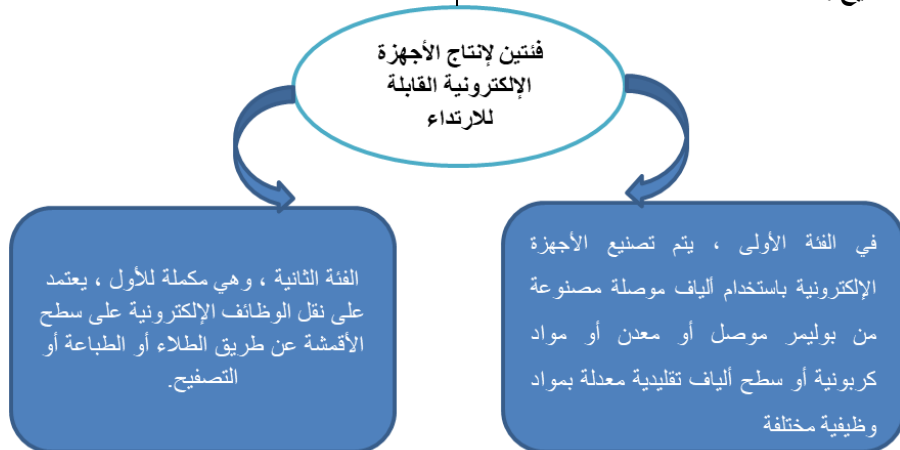 فئتين لإنتاج الأجهزة
الإلكترونية القابلة
للارتداء
في الفئة الأولى ، يتم تصنيع الأجهزة
الإلكترونية باستخدام ألياف موصلة مصنوعة
من بوليمر موصل أو معدن أو مواد
كربونية أو سطح ألياف تقليدية معدلة بمواد
وظيفية مختلفة
الفئة الثانية ، وهي مكملة للأول ، يعتمد
على نقل الوظائف الإلكترونية على سطح
الأقمشة عن طريق الطلاء أو الطباعة أو
التصفيح.